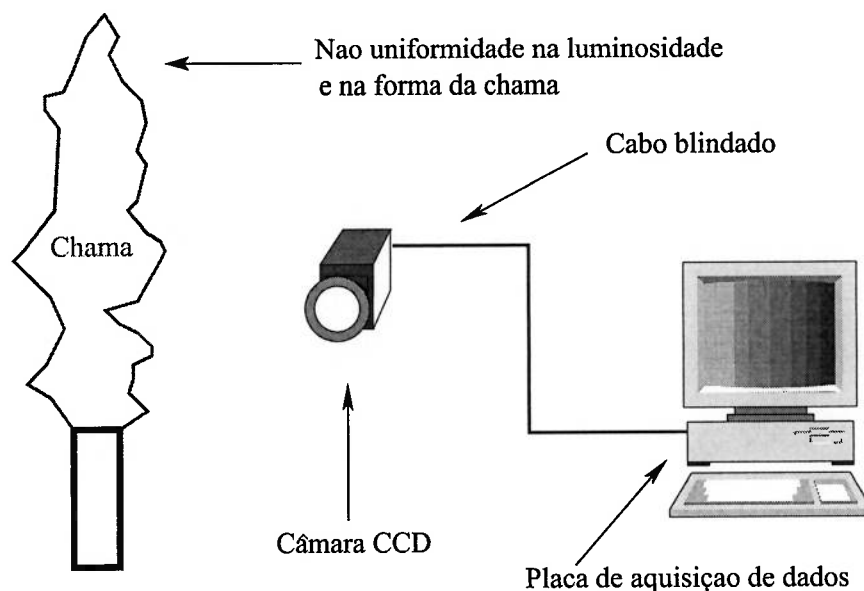 Nao uniformidade na luminosidade
e na forma da chama
Cabo blindado
Chama
Câmara CCD
Placa de aquisiçao de dados